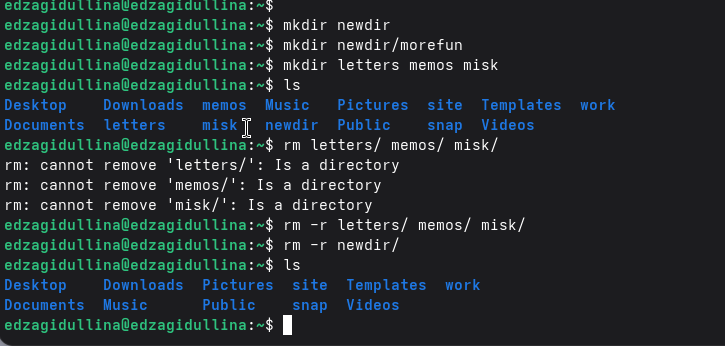 edzagidullina@edzagidullina:~$
edzagidullina@edzagidullina:~$ mkdir newdir
edzagidullina@edzagidullina:~$ mkdir newdir/morefun
edzagidullina@edzagidullina:~$ mkdir letters memos misk
edzagidullina@edzagidullina:~$ ls
Desktop    Downloads  memos  Music   Pictures  site  Templates  work
Documents  letters    misk   newdir  Public    snap  Videos
edzagidullina@edzagidullina:~$ rm letters/ memos/ misk/
rm: cannot remove 'letters/': Is a directory
rm: cannot remove 'memos/': Is a directory
rm: cannot remove 'misk/': Is a directory
edzagidullina@edzagidullina:~$ rm -r letters/ memos/ misk/
edzagidullina@edzagidullina:~$ rm -r newdir/
edzagidullina@edzagidullina:~$ ls
Desktop    Downloads  Pictures  site  Templates  work
Documents  Music      Public    snap  Videos
edzagidullina@edzagidullina:~$